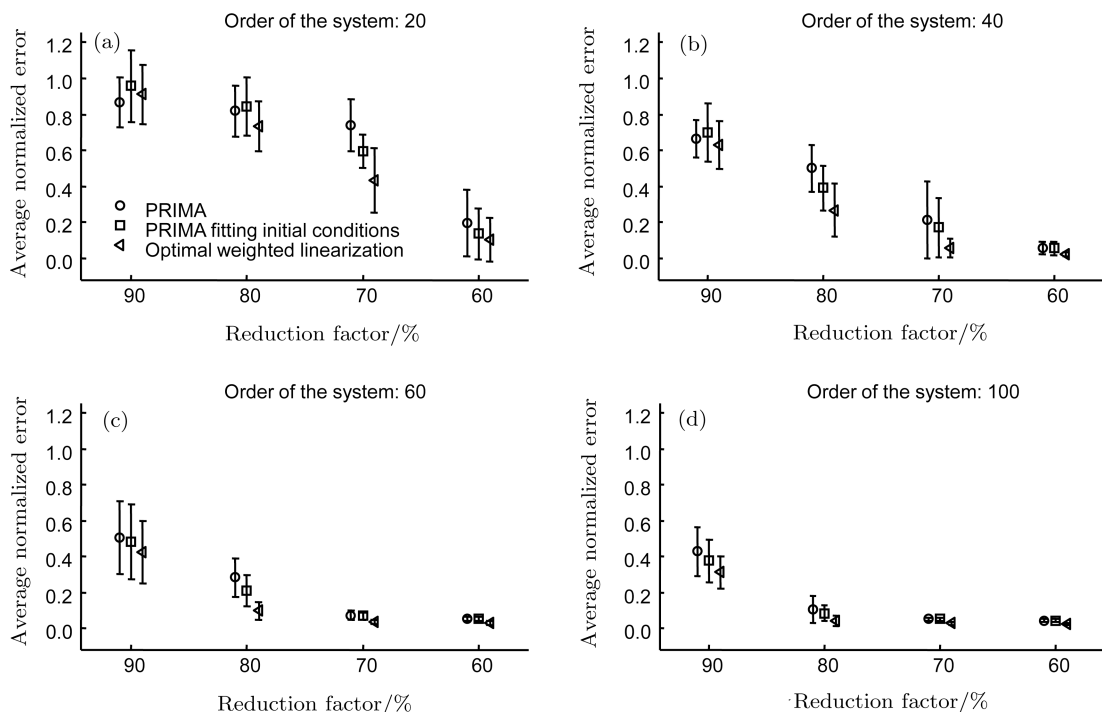 Order of the system: 20
(a)
Average normalized error
1.2
1.0
0.8
0.6
0.4
0.2
0.0
PRIMA
PRIMA fitting initial conditions
Optimal weighted linearization
90 80 70 60
Reduction factor/%
Order of the system: 40
(b)
Average normalized error
1.2
1.0
0.8
0.6
0.4
0.2
0.0
90 80 70 60
Reduction factor/%
Order of the system: 60
(c)
Average normalized error
1.2
1.0
0.8
0.6
0.4
0.2
0.0
90 80 70 60
Reduction factor/%
Order of the system: 100
(d)
Average normalized error
1.2
1.0
0.8
0.6
0.4
0.2
0.0
90 80 70 60
Reduction factor/%